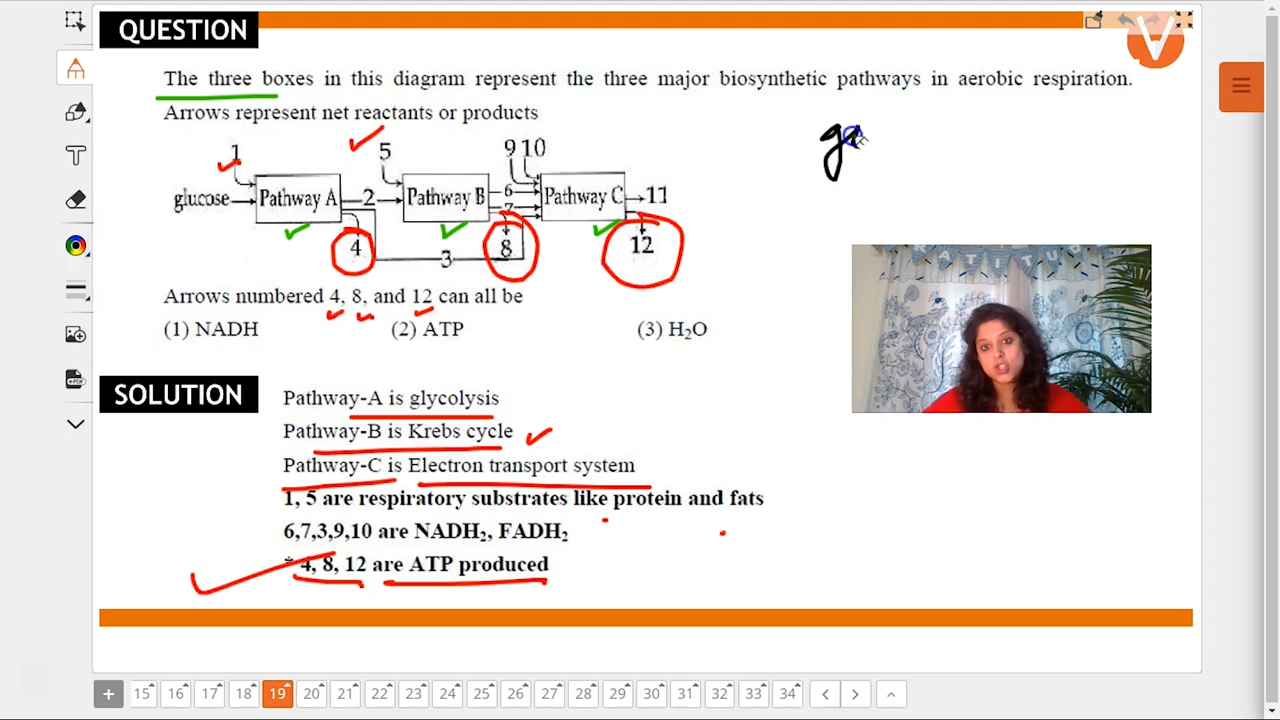 QUESTION
The three boxes in this diagram represent the three major biosynthetic pathways in aerobic respiration.
Arrows represent net reactants or products
1 5 9 10
glucose Pathway A 2 Pathway B 6 7 Pathway C 11
4 3 8 12
Arrows numbered 4, 8, and 12 can all be
(1) NADH (2) ATP (3) H₂O
SOLUTION
Pathway-A is glycolysis
Pathway-B is Krebs cycle
Pathway-C is Electron transport system
1, 5 are respiratory substrates like protein and fats
6,7,3,9,10 are NADH₂, FADH₂
* 4, 8, 12 are ATP produced
15 16 17 18 19 20 21 22 23 24 25 26 27 28 29 30 31 32 33 34